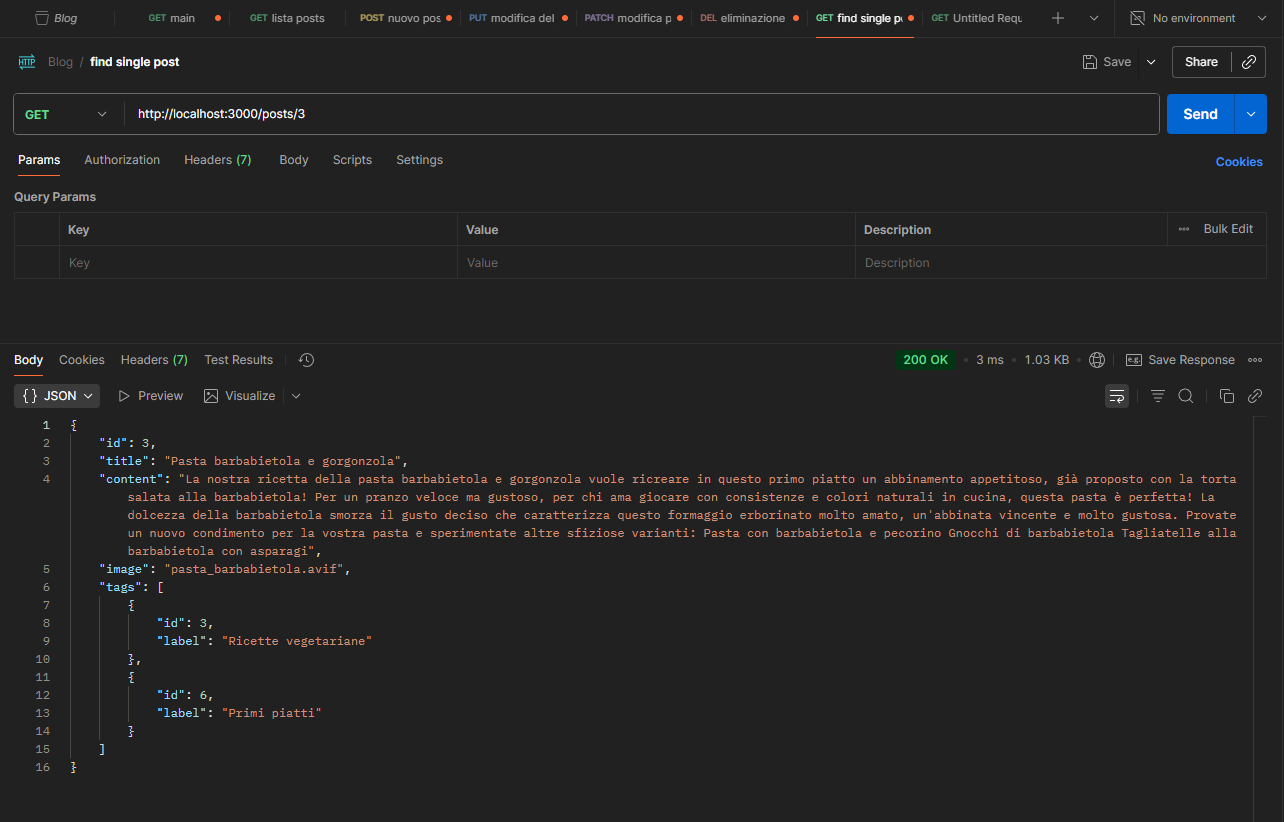 Blog
GET main
GET lista posts
POST nuovo pos
PUT modifica del
PATCH modifica p
DEL eliminazione
GET find single p
GET Untitled Requ
No environment
HTTP Blog / find single post
Save
Share
GET
http://localhost:3000/posts/3
Send
Params Authorization Headers (7) Body Scripts Settings
Cookies
Query Params
Key Value Description Bulk Edit
Key Value Description
Body Cookies Headers (7) Test Results
200 OK • 3 ms • 1.03 KB • e.g. Save Response
{} JSON Preview Visualize
1 {
2 "id": 3,
3 "title": "Pasta barbabietola e gorgonzola",
4 "content": "La nostra ricetta della pasta barbabietola e gorgonzola vuole ricreare in questo primo piatto un abbinamento appetitoso, già proposto con la torta
salata alla barbabietola! Per un pranzo veloce ma gustoso, per chi ama giocare con consistenze e colori naturali in cucina, questa pasta è perfetta! La
dolcezza della barbabietola smorza il gusto deciso che caratterizza questo formaggio erborinato molto amato, un'abbinata vincente e molto gustosa. Provate
un nuovo condimento per la vostra pasta e sperimentate altre sfiziose varianti: Pasta con barbabietola e pecorino Gnocchi di barbabietola Tagliatelle alla
barbabietola con asparagi",
5 "image": "pasta_barbabietola.avif",
6 "tags": [
7 {
8 "id": 3,
9 "label": "Ricette vegetariane"
10 },
11 {
12 "id": 6,
13 "label": "Primi piatti"
14 }
15 ]
16 }